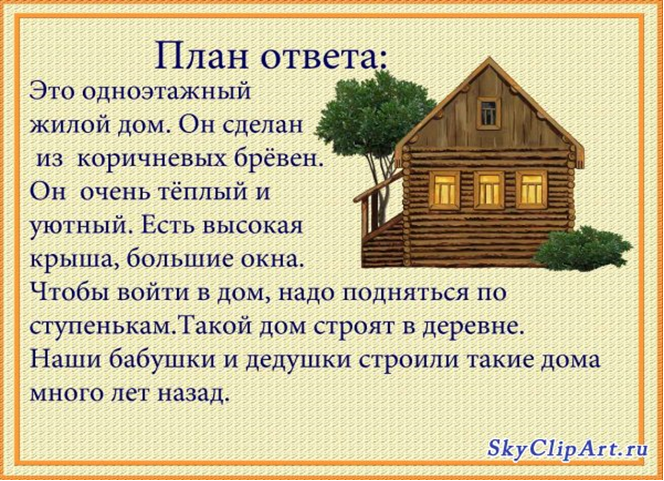 План ответа:
Это одноэтажный
жилой дом. Он сделан
из коричневых брёвен.
Он очень тёплый и
уютный. Есть высокая
крыша, большие окна.
Чтобы войти в дом, надо подняться по
ступенькам.Такой дом строят в деревне.
Наши бабушки и дедушки строили такие дома
много лет назад.
SkyClipArt.ru